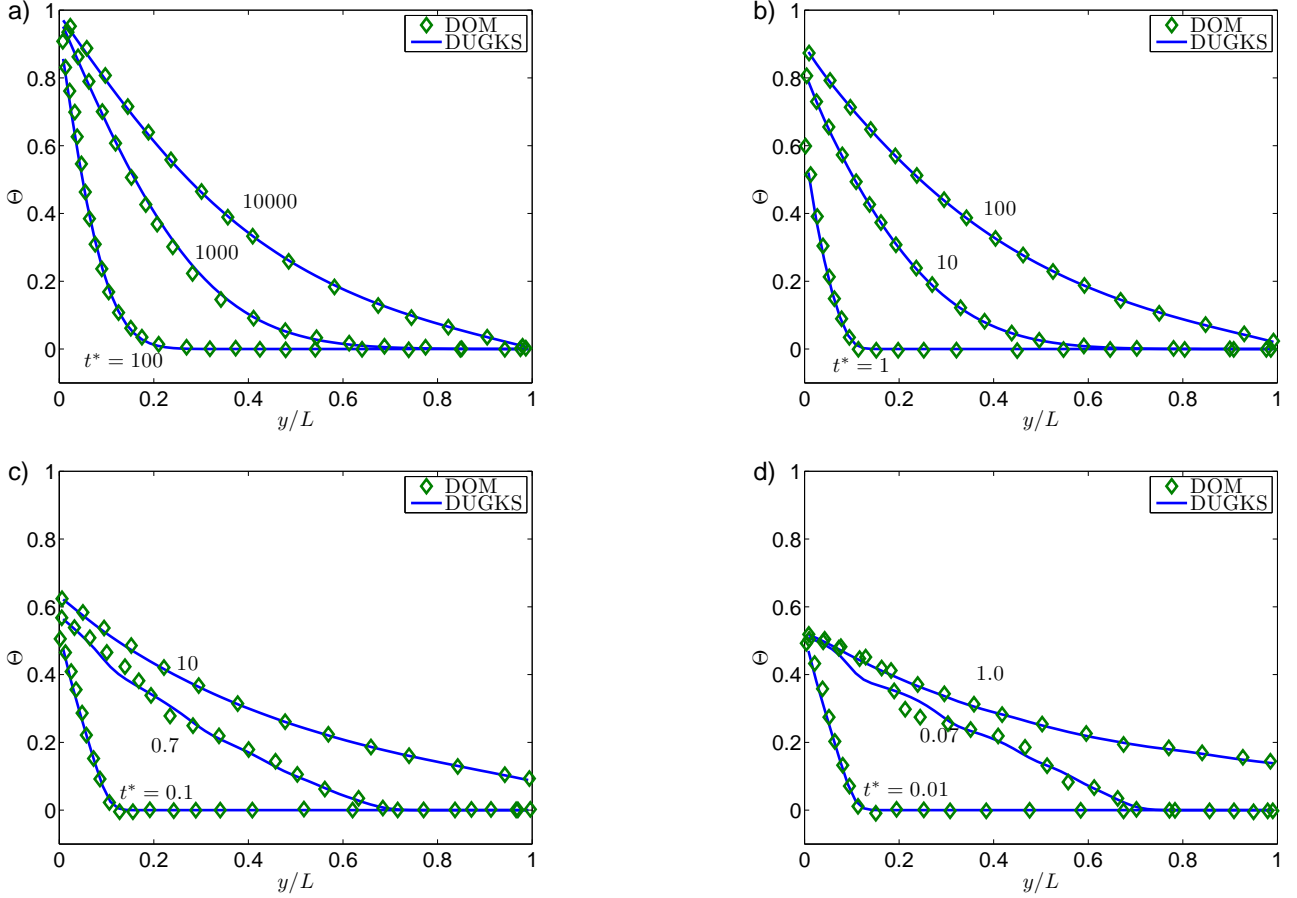 a)
1
0.8
0.6
0.4
0.2
0
Θ
DOM
DUGKS
10000
1000
t* = 100
0 0.2 0.4 0.6 0.8 1
y/L
b)
1
0.8
0.6
0.4
0.2
0
Θ
DOM
DUGKS
100
10
t* = 1
0 0.2 0.4 0.6 0.8 1
y/L
c)
1
0.8
0.6
0.4
0.2
0
Θ
DOM
DUGKS
10
0.7
t* = 0.1
0 0.2 0.4 0.6 0.8 1
y/L
d)
1
0.8
0.6
0.4
0.2
0
Θ
DOM
DUGKS
1.0
0.07
t* = 0.01
0 0.2 0.4 0.6 0.8 1
y/L